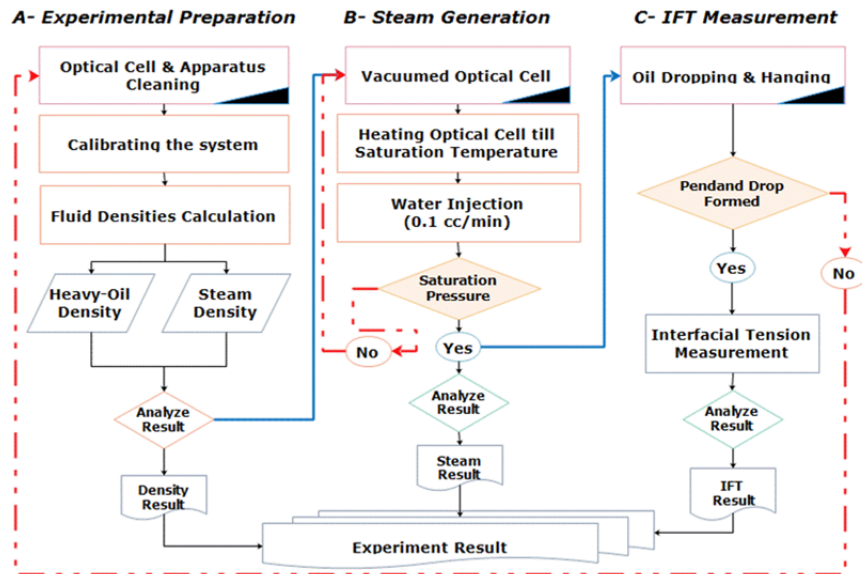 A- Experimental Preparation
Optical Cell & Apparatus
Cleaning
Calibrating the system
Fluid Densities Calculation
Heavy-Oil
Density
Steam
Density
Analyze
Result
Density
Result
B- Steam Generation
Vacuumed Optical Cell
Heating Optical Cell till
Saturation Temperature
Water Injection
(0.1 cc/min)
Saturation
Pressure
No
Yes
Analyze
Result
Steam
Result
C- IFT Measurement
Oil Dropping & Hanging
Pendand Drop
Formed
Yes
No
Interfacial Tension
Measurement
Analyze
Result
IFT
Result
Experiment Result